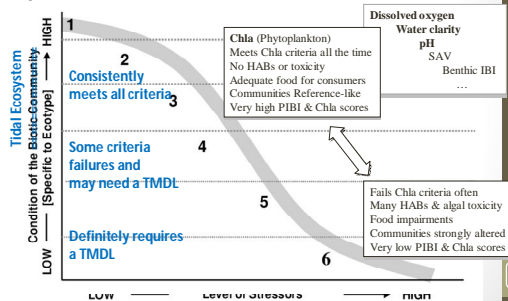 HIGH
Tidal Ecosystem
Condition of the Biotic Community
[Specific to Ecotype]
LOW
1
2
Consistently
meets all criteria
3
4
Some criteria
failures and
may need a TMDL
5
Definitely requires
a TMDL
6
Chla (Phytoplankton)
Meets Chla criteria all the time
No HABs or toxicity
Adequate food for consumers
Communities Reference-like
Very high PIBI & Chla scores
Dissolved oxygen
Water clarity
pH
SAV
Benthic IBI
…
Fails Chla criteria often
Many HABs & algal toxicity
Food impairments
Communities strongly altered
Very low PIBI & Chla scores
LOW
Level of Stressors
HIGH